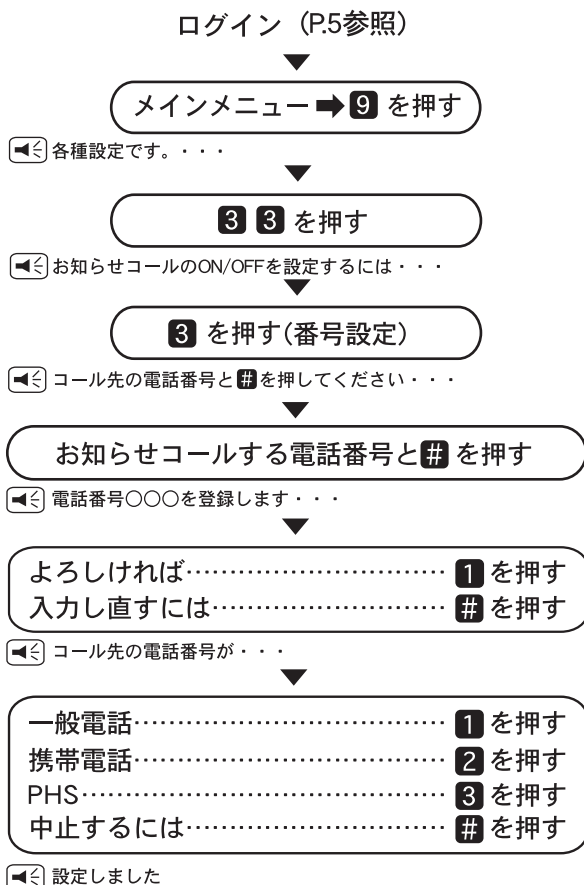 ログイン（P.5参照）
メインメニュー➡9 を押す
各種設定です。・・・
3 3 を押す
お知らせコールのON/OFFを設定するには・・・
3 を押す(番号設定)
コール先の電話番号と#を押してください・・・
お知らせコールする電話番号と# を押す
電話番号〇〇〇を登録します・・・
よろしければ…………………………… 1 を押す
入力し直すには………………………… # を押す
コール先の電話番号が・・・
一般電話………………………………… 1 を押す
携帯電話………………………………… 2 を押す
PHS……………………………………… 3 を押す
中止するには…………………………… # を押す
設定しました